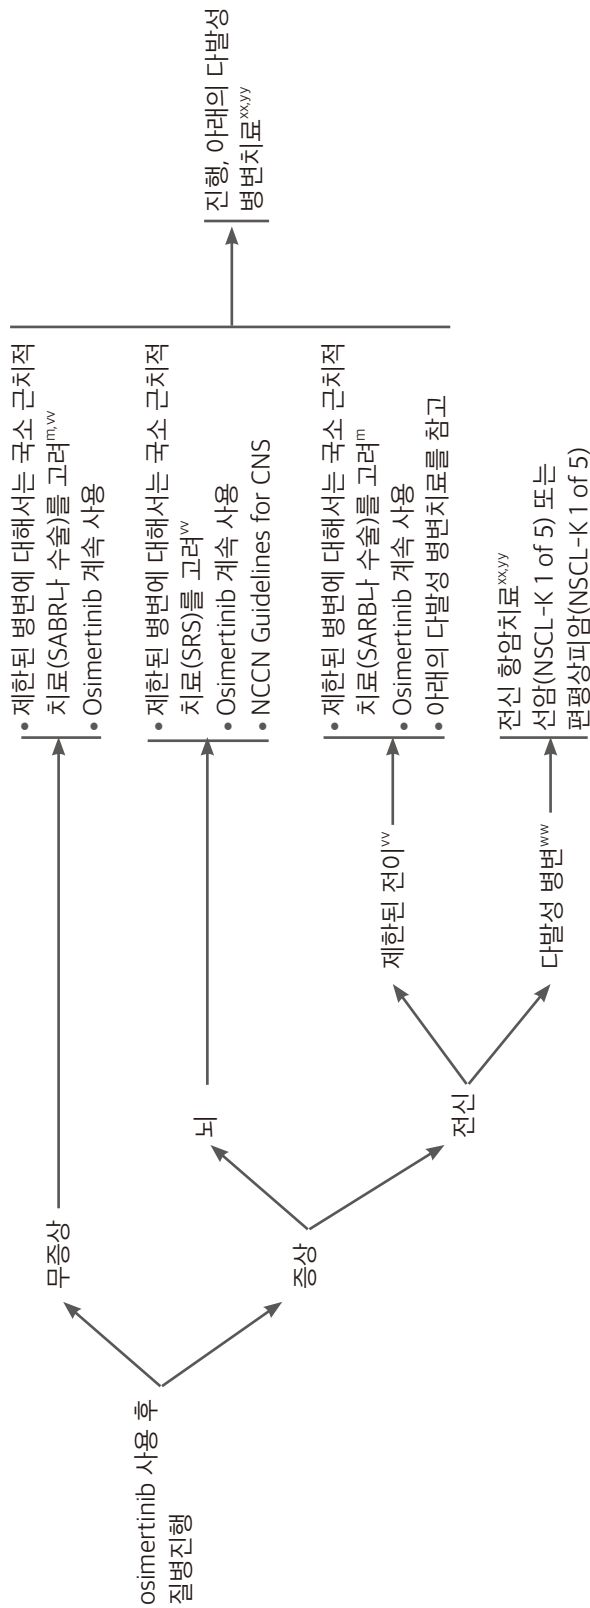 osimertinib 사용 후
질병진행
무증상
증상
뇌
전신
제한된 전이vv
다발성 병변ww
• 제한된 병변에 대해서는 국소 근치적
치료(SABR나 수술)를 고려m,vv
• Osimertinib 계속 사용
• 제한된 병변에 대해서는 국소 근치적
치료(SRS)를 고려vv
• Osimertinib 계속 사용
• NCCN Guidelines for CNS
• 제한된 병변에 대해서는 국소 근치적
치료(SARB나 수술)를 고려m
• Osimertinib 계속 사용
• 아래의 다발성 병변치료를 참고
전신 항암치료xx,yy
선암(NSCL-K 1 of 5) 또는
편평상피암(NSCL-K 1 of 5)
진행, 아래의 다발성
병변치료xx,yy